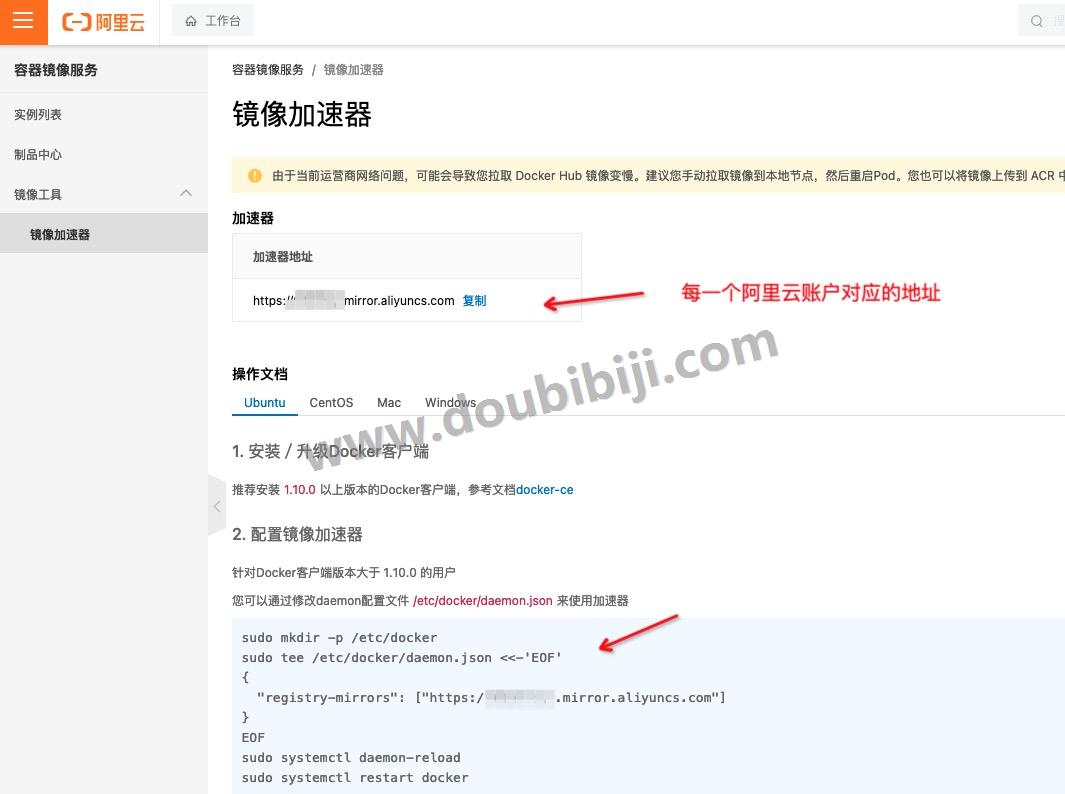 阿里云
工作台
容器镜像服务
实例列表
制品中心
镜像工具
镜像加速器
容器镜像服务 / 镜像加速器
镜像加速器
由于当前运营商网络问题，可能会导致您拉取 Docker Hub 镜像变慢。建议您手动拉取镜像到本地节点，然后重启Pod。您也可以将镜像上传到 ACR 中
加速器
加速器地址
https:// mirror.aliyuncs.com 复制
每一个阿里云账户对应的地址
操作文档
Ubuntu CentOS Mac Windows
www.doubibiji.com
1. 安装 / 升级Docker客户端
推荐安装 1.10.0 以上版本的Docker客户端，参考文档docker-ce
2. 配置镜像加速器
针对Docker客户端版本大于 1.10.0 的用户
您可以通过修改daemon配置文件 /etc/docker/daemon.json 来使用加速器
sudo mkdir -p /etc/docker
sudo tee /etc/docker/daemon.json <<-'EOF'
{
"registry-mirrors": ["https:/ .mirror.aliyuncs.com"]
}
EOF
sudo systemctl daemon-reload
sudo systemctl restart docker